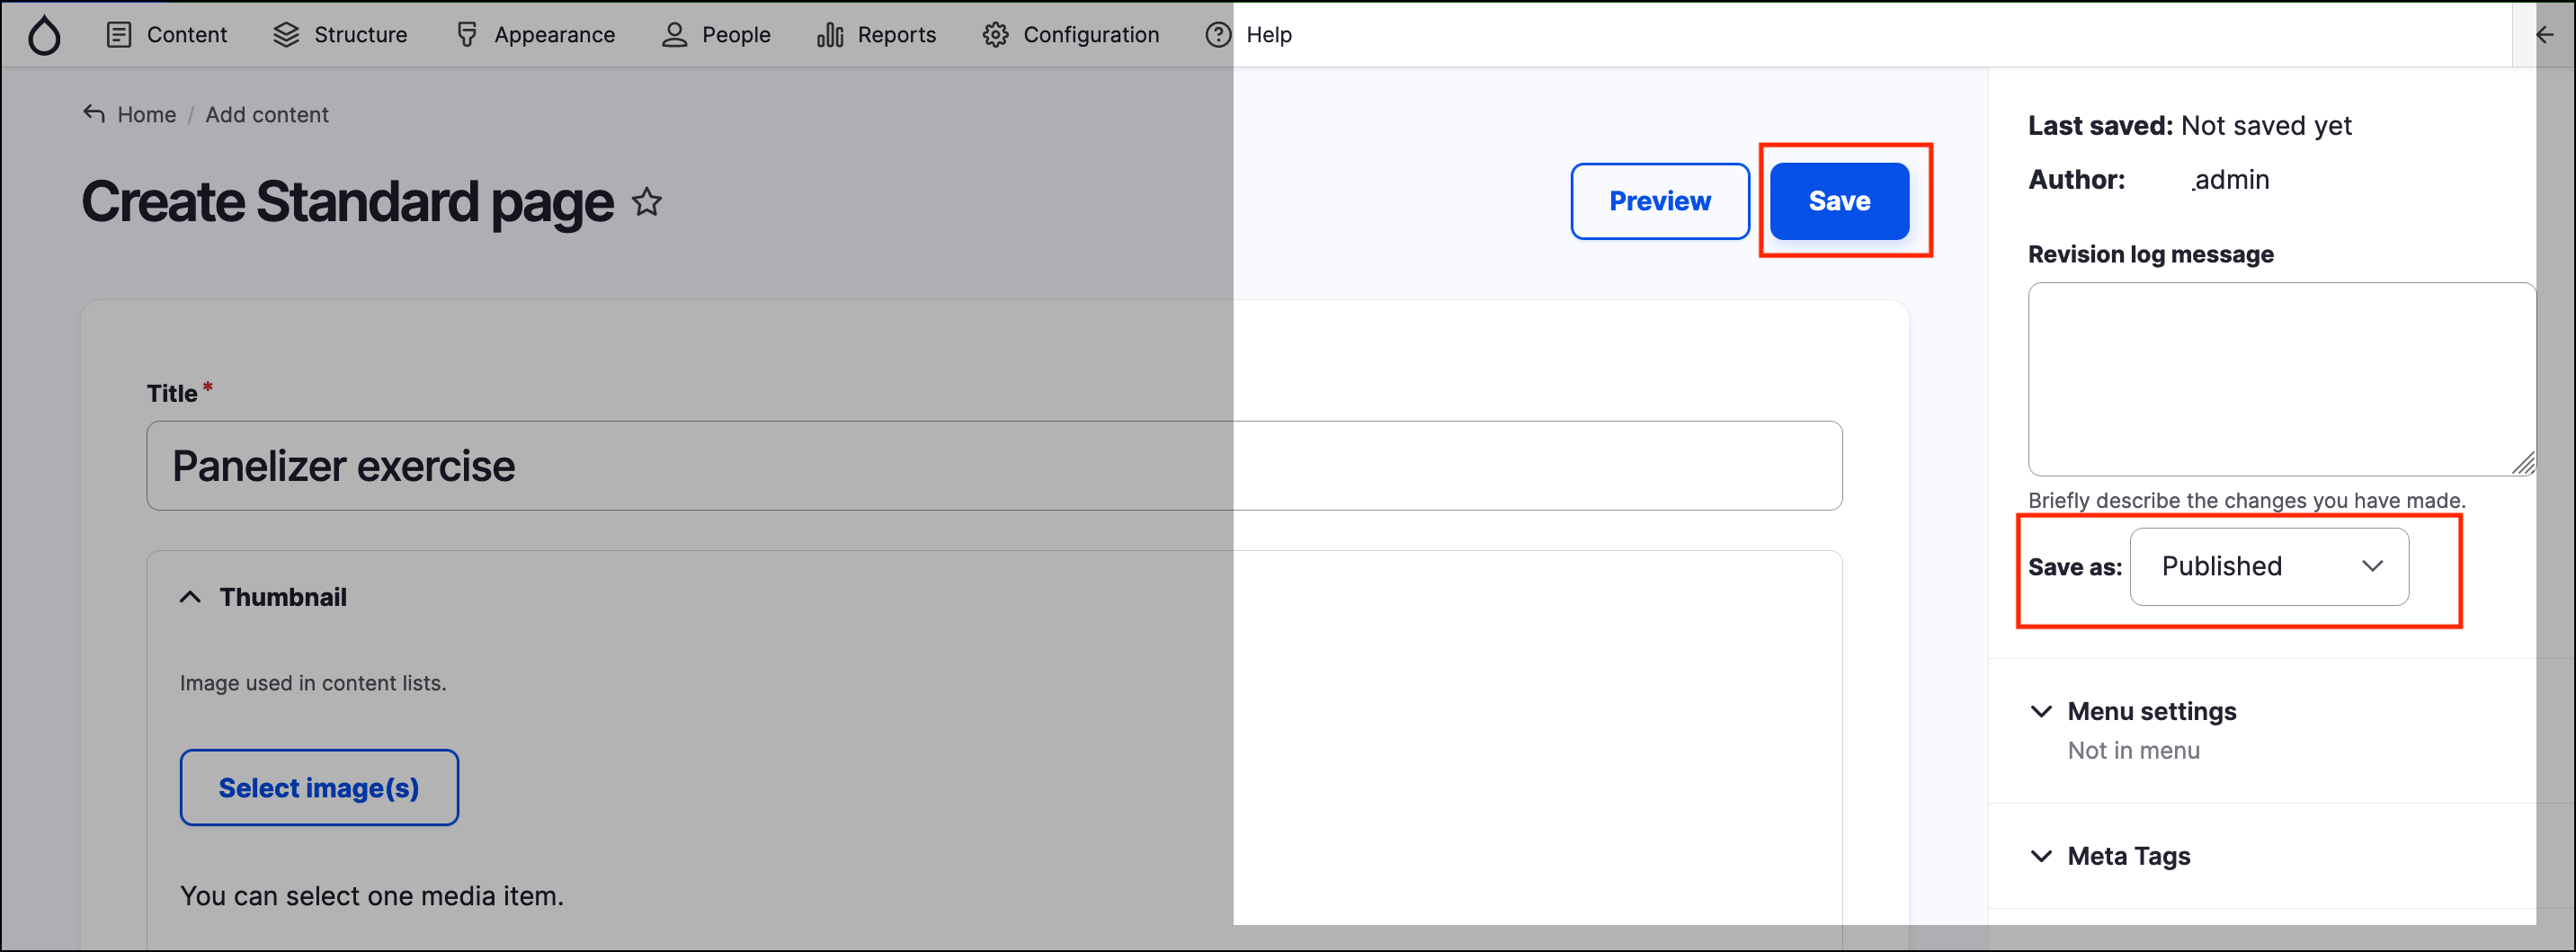 Content Structure Appearance People Reports Configuration Help
Home / Add content
Create Standard page
Preview Save
Title *
Panelizer exercise
Thumbnail
Image used in content lists.
Select image(s)
You can select one media item.
Last saved: Not saved yet
Author: _admin
Revision log message
Briefly describe the changes you have made.
Save as: Published
Menu settings
Not in menu
Meta Tags